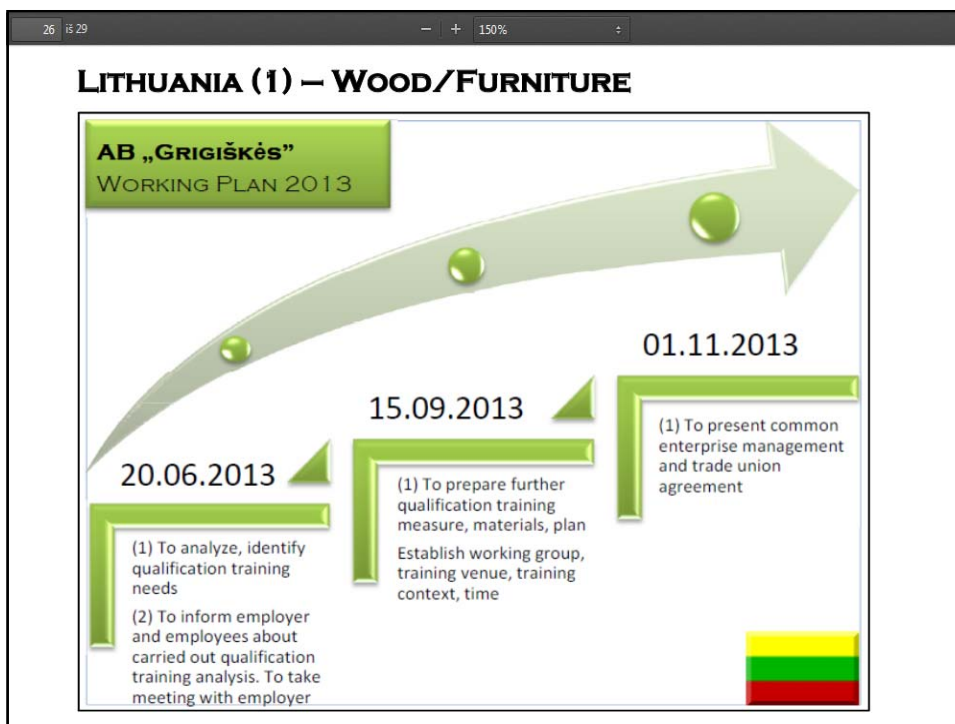 26 iš 29
150%
LITHUANIA (1) – WOOD/FURNITURE
AB „GRIGIŠKĖS”
WORKING PLAN 2013
20.06.2013
(1) To analyze, identify
qualification training
needs
(2) To inform employer
and employees about
carried out qualification
training analysis. To take
meeting with employer
15.09.2013
(1) To prepare further
qualification training
measure, materials, plan
Establish working group,
training venue, training
context, time
01.11.2013
(1) To present common
enterprise management
and trade union
agreement